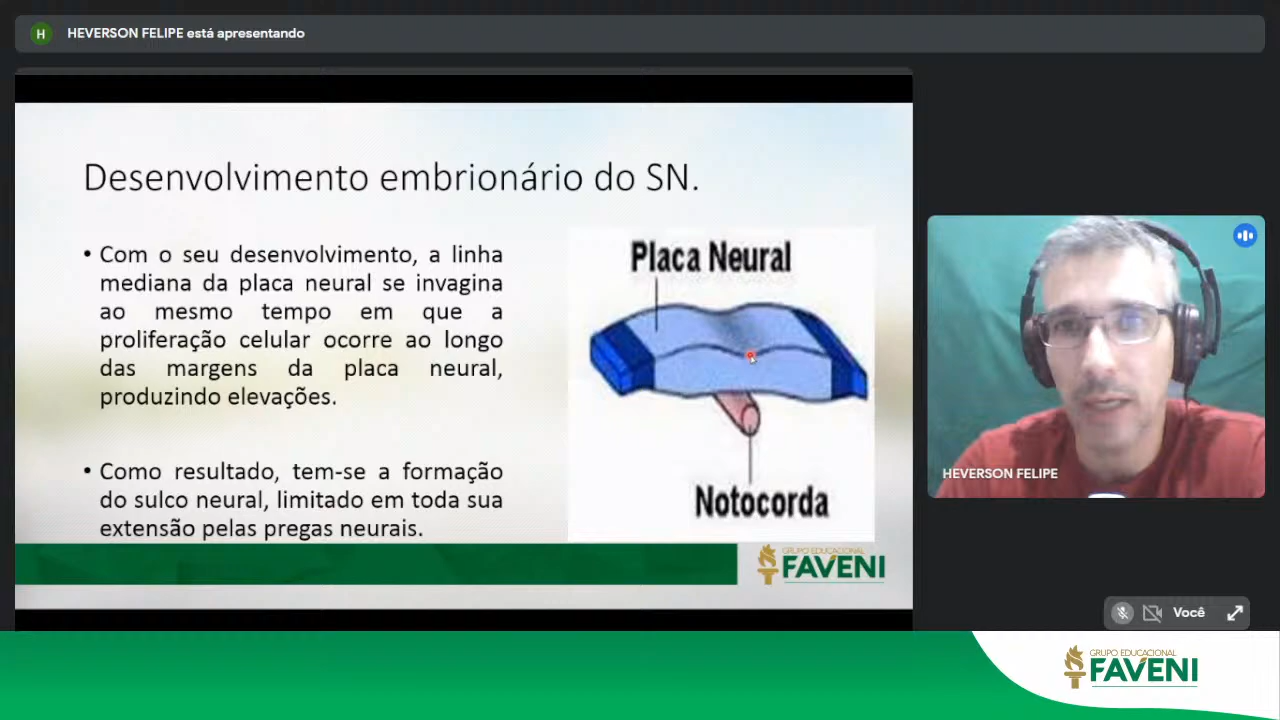 H
HEVERSON FELIPE está apresentando
Desenvolvimento embrionário do SN.
• Com o seu desenvolvimento, a linha
mediana da placa neural se invagina
ao mesmo tempo em que a
proliferação celular ocorre ao longo
das margens da placa neural,
produzindo elevações.
• Como resultado, tem-se a formação
do sulco neural, limitado em toda sua
extensão pelas pregas neurais.
Placa Neural
Notocorda
GRUPO EDUCACIONAL
FAVENI
HEVERSON FELIPE
Você
GRUPO EDUCACIONAL
FAVENI